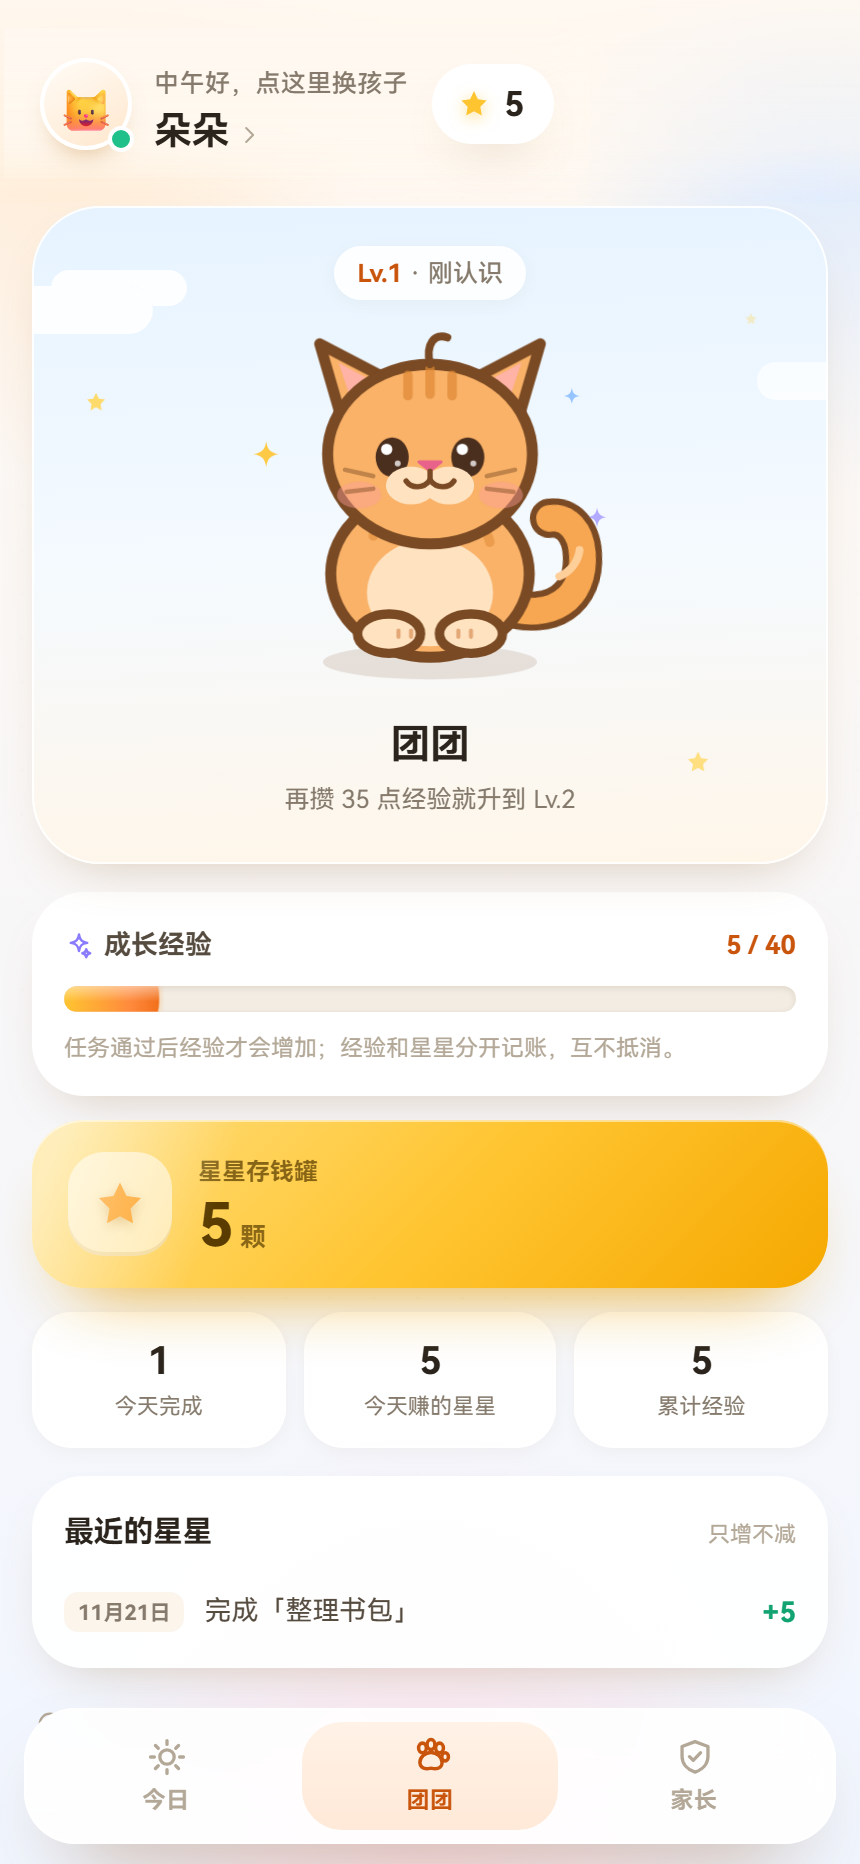 中午好，点这里换孩子
朵朵
5
Lv.1 · 刚认识
团团
再攒 35 点经验就升到 Lv.2
成长经验
5 / 40
任务通过后经验才会增加；经验和星星分开记账，互不抵消。
星星存钱罐
5 颗
1
今天完成
5
今天赚的星星
5
累计经验
最近的星星
只增不减
11月21日
完成「整理书包」
+5
今日
团团
家长